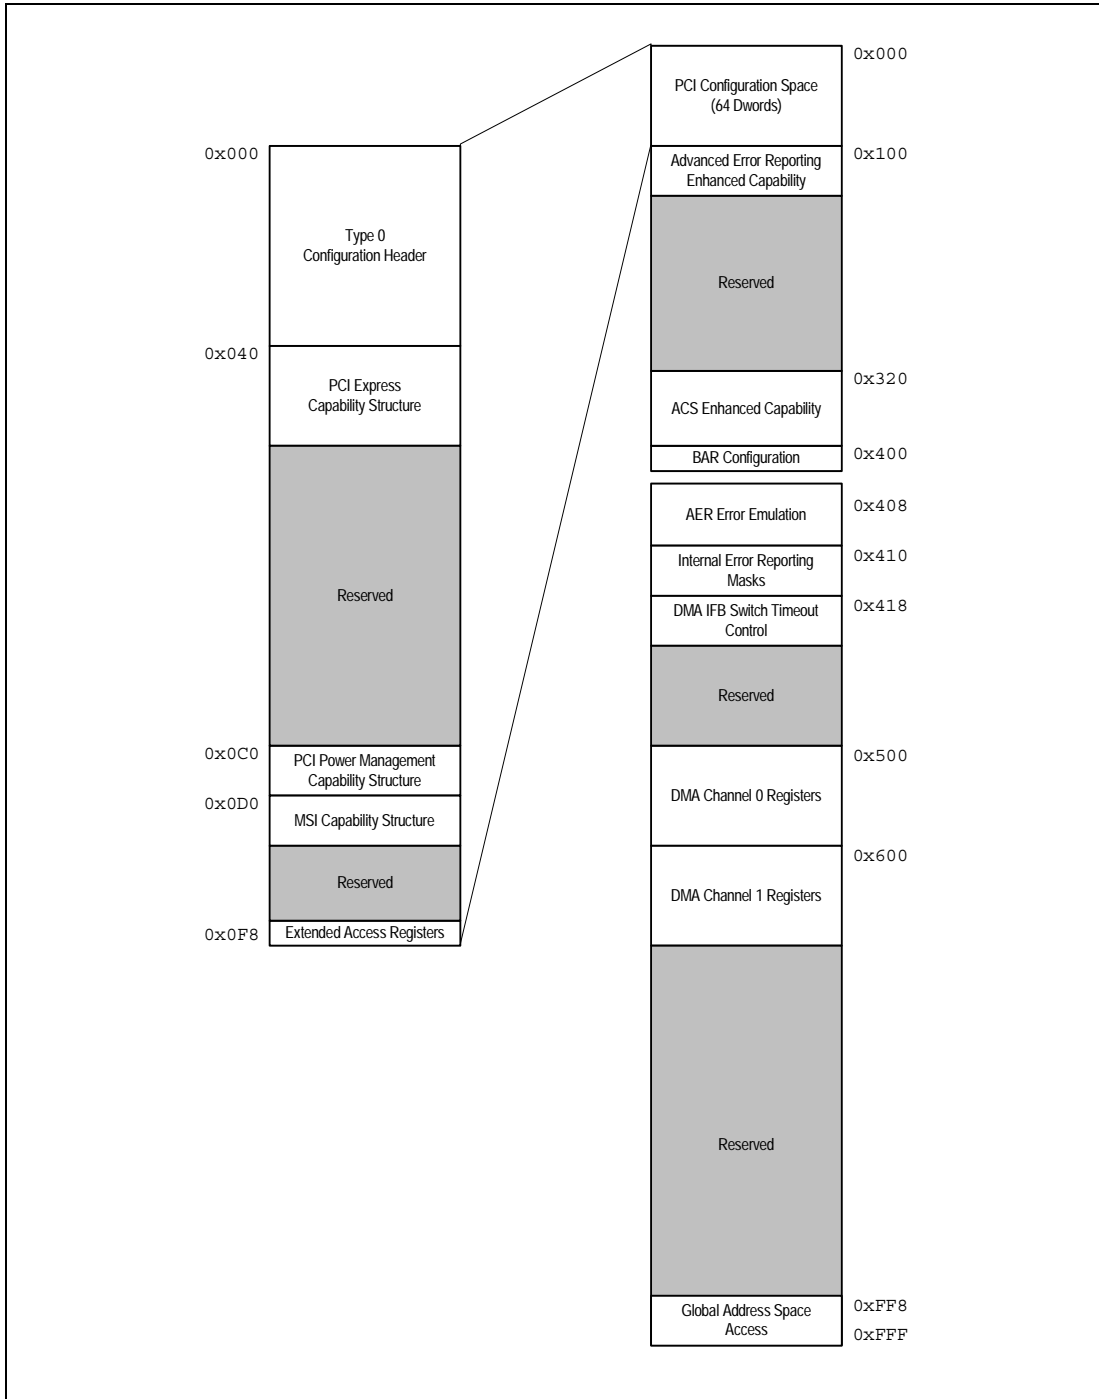 0x000
Type 0
Configuration Header
0x040
PCI Express
Capability Structure
Reserved
0x0C0
PCI Power Management
Capability Structure
0x0D0
MSI Capability Structure
Reserved
0x0F8
Extended Access Registers
PCI Configuration Space
(64 Dwords)
0x000
Advanced Error Reporting
Enhanced Capability
0x100
Reserved
ACS Enhanced Capability
0x320
BAR Configuration
0x400
AER Error Emulation
0x408
Internal Error Reporting
Masks
0x410
DMA IFB Switch Timeout
Control
0x418
Reserved
DMA Channel 0 Registers
0x500
DMA Channel 1 Registers
0x600
Reserved
Global Address Space
Access
0xFF8
0xFFF